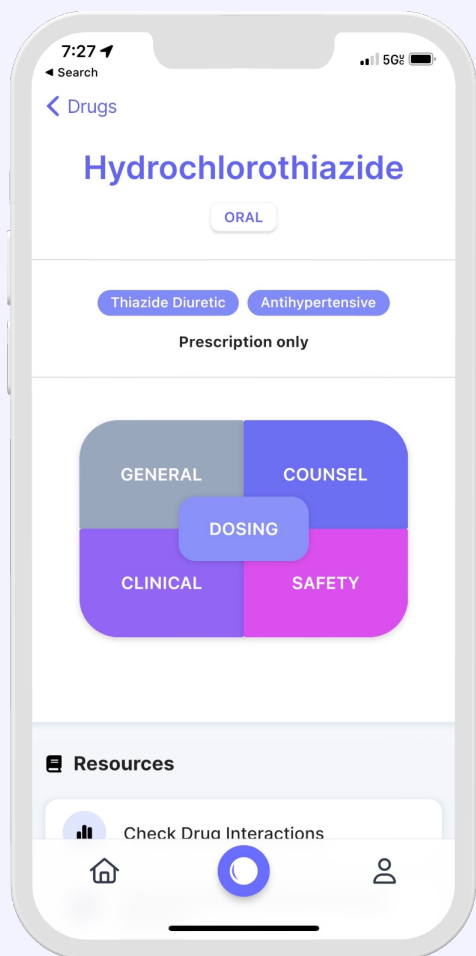 7:27
5G
Search
Drugs
Hydrochlorothiazide
ORAL
Thiazide Diuretic Antihypertensive
Prescription only
GENERAL COUNSEL
DOSING
CLINICAL SAFETY
Resources
Check Drug Interactions